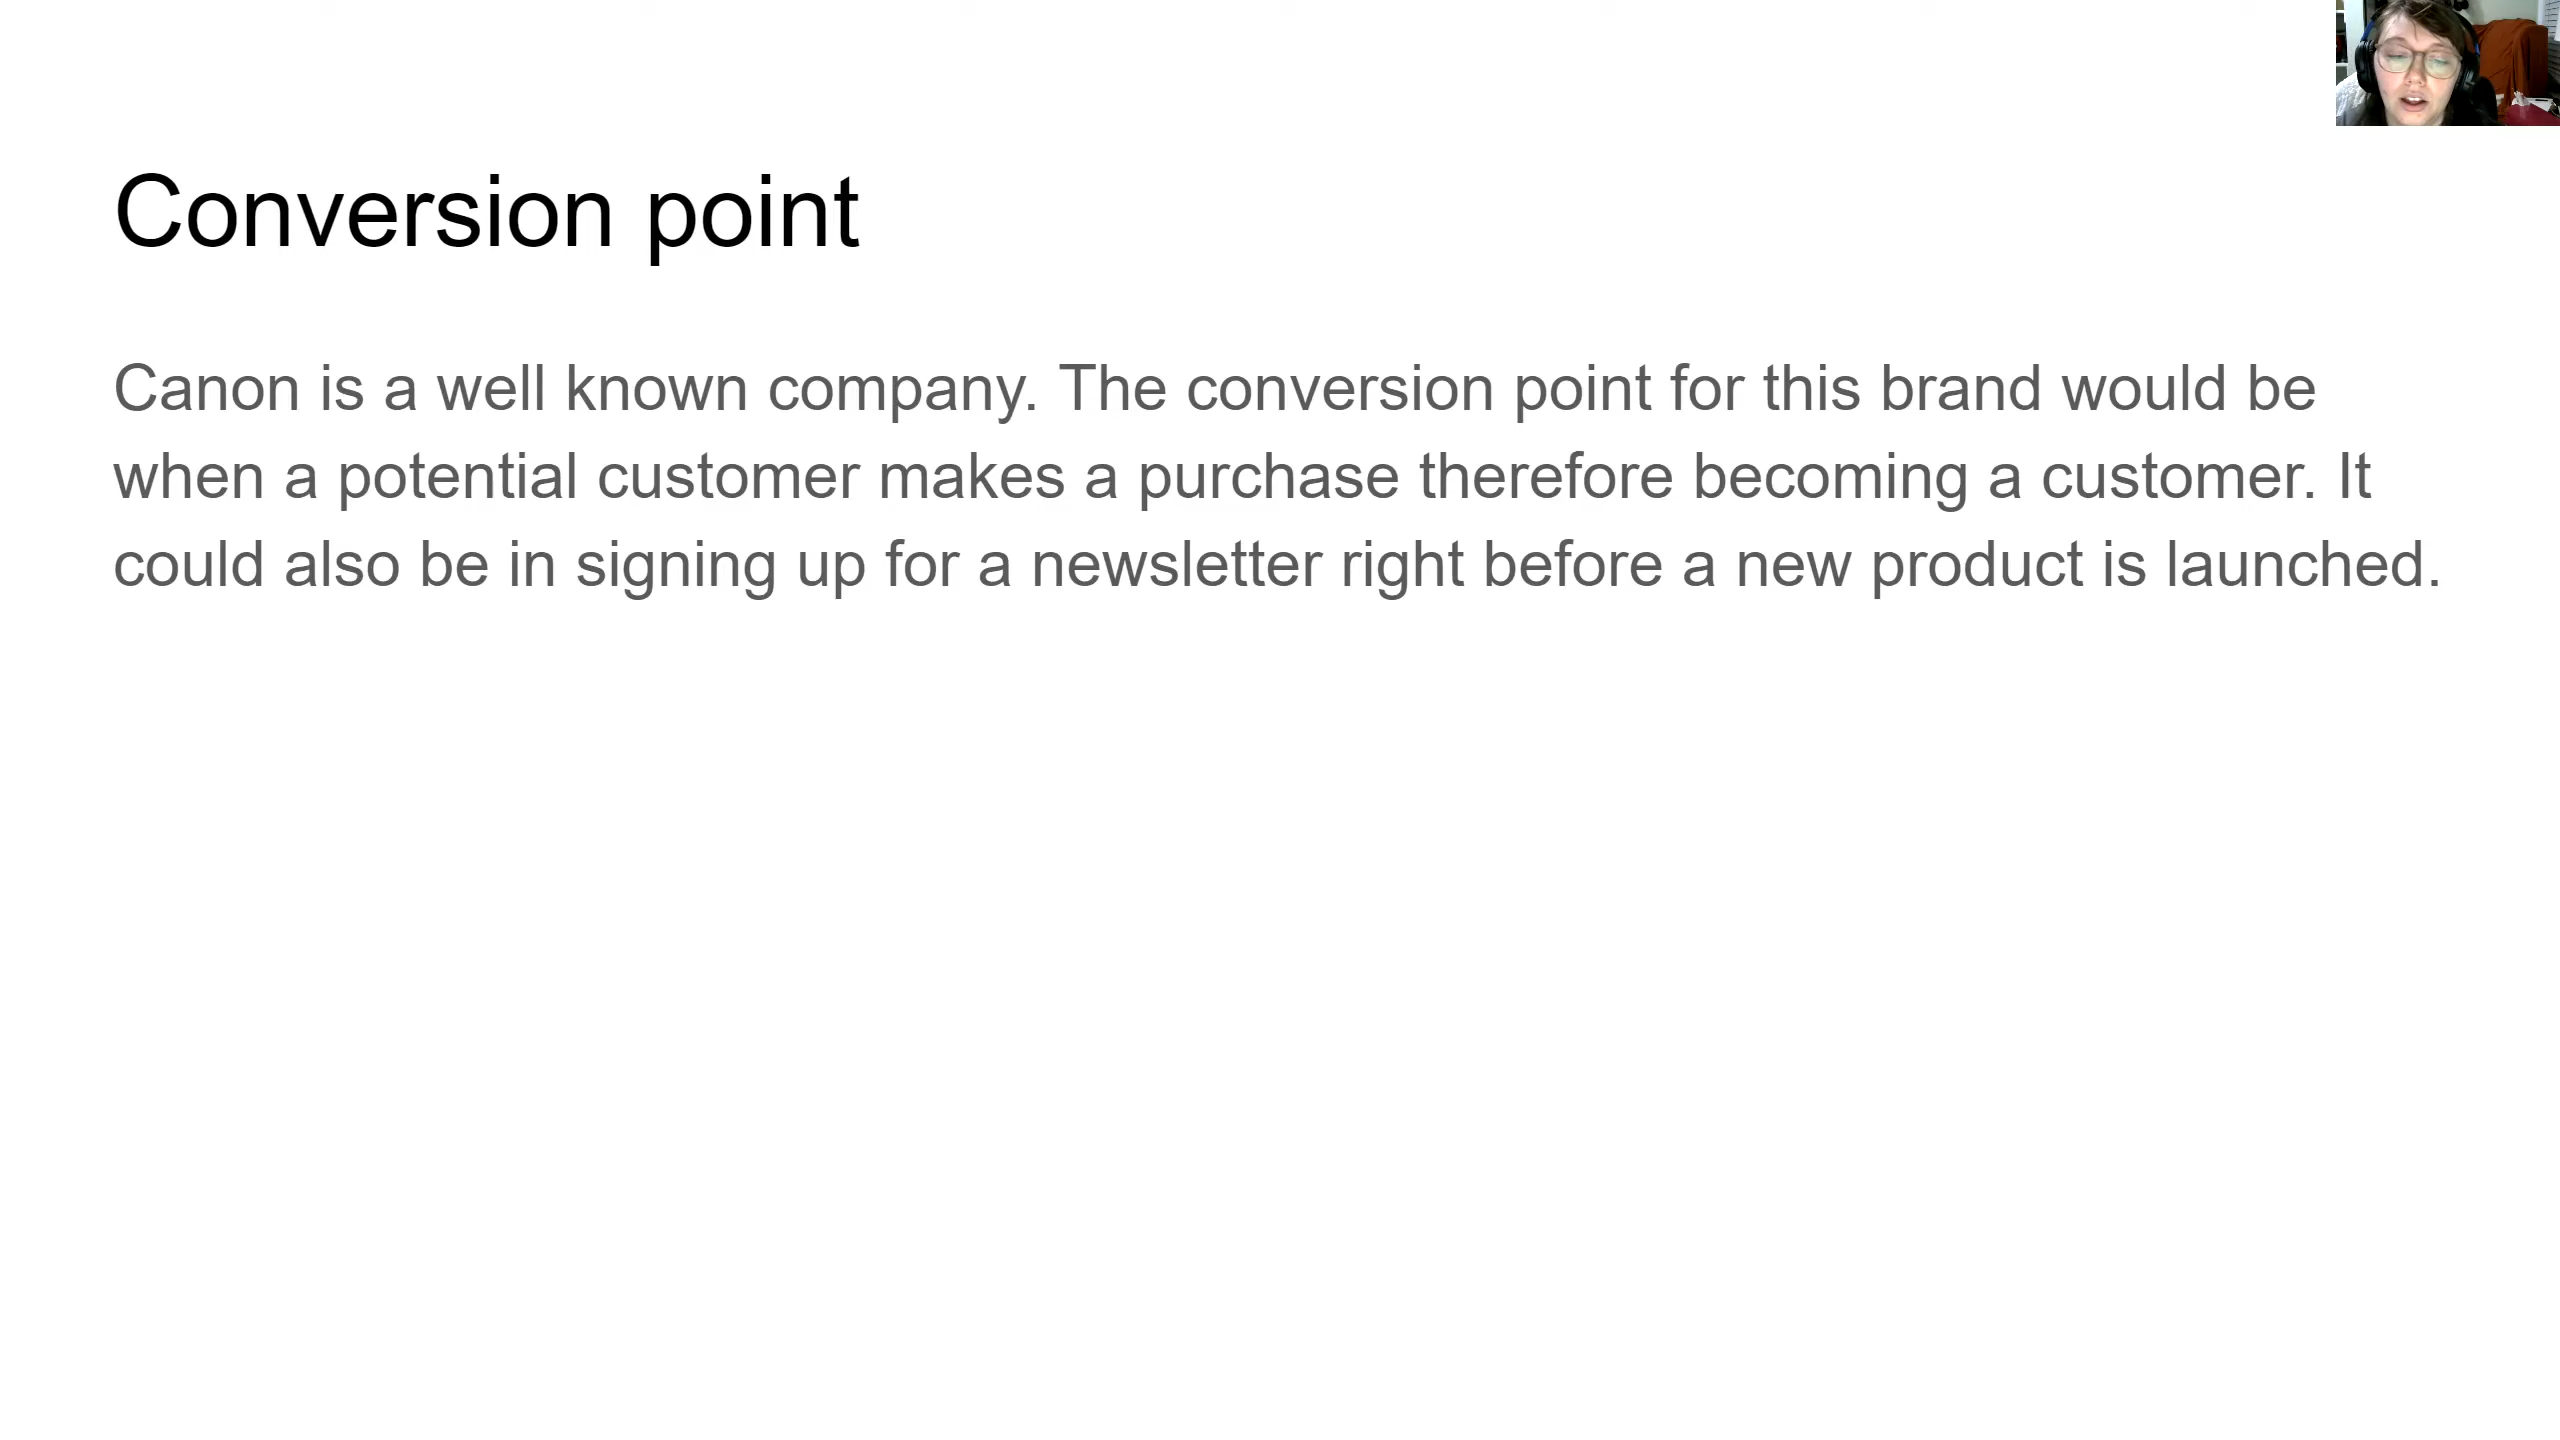 Conversion point
Canon is a well known company. The conversion point for this brand would be
when a potential customer makes a purchase therefore becoming a customer. It
could also be in signing up for a newsletter right before a new product is launched.